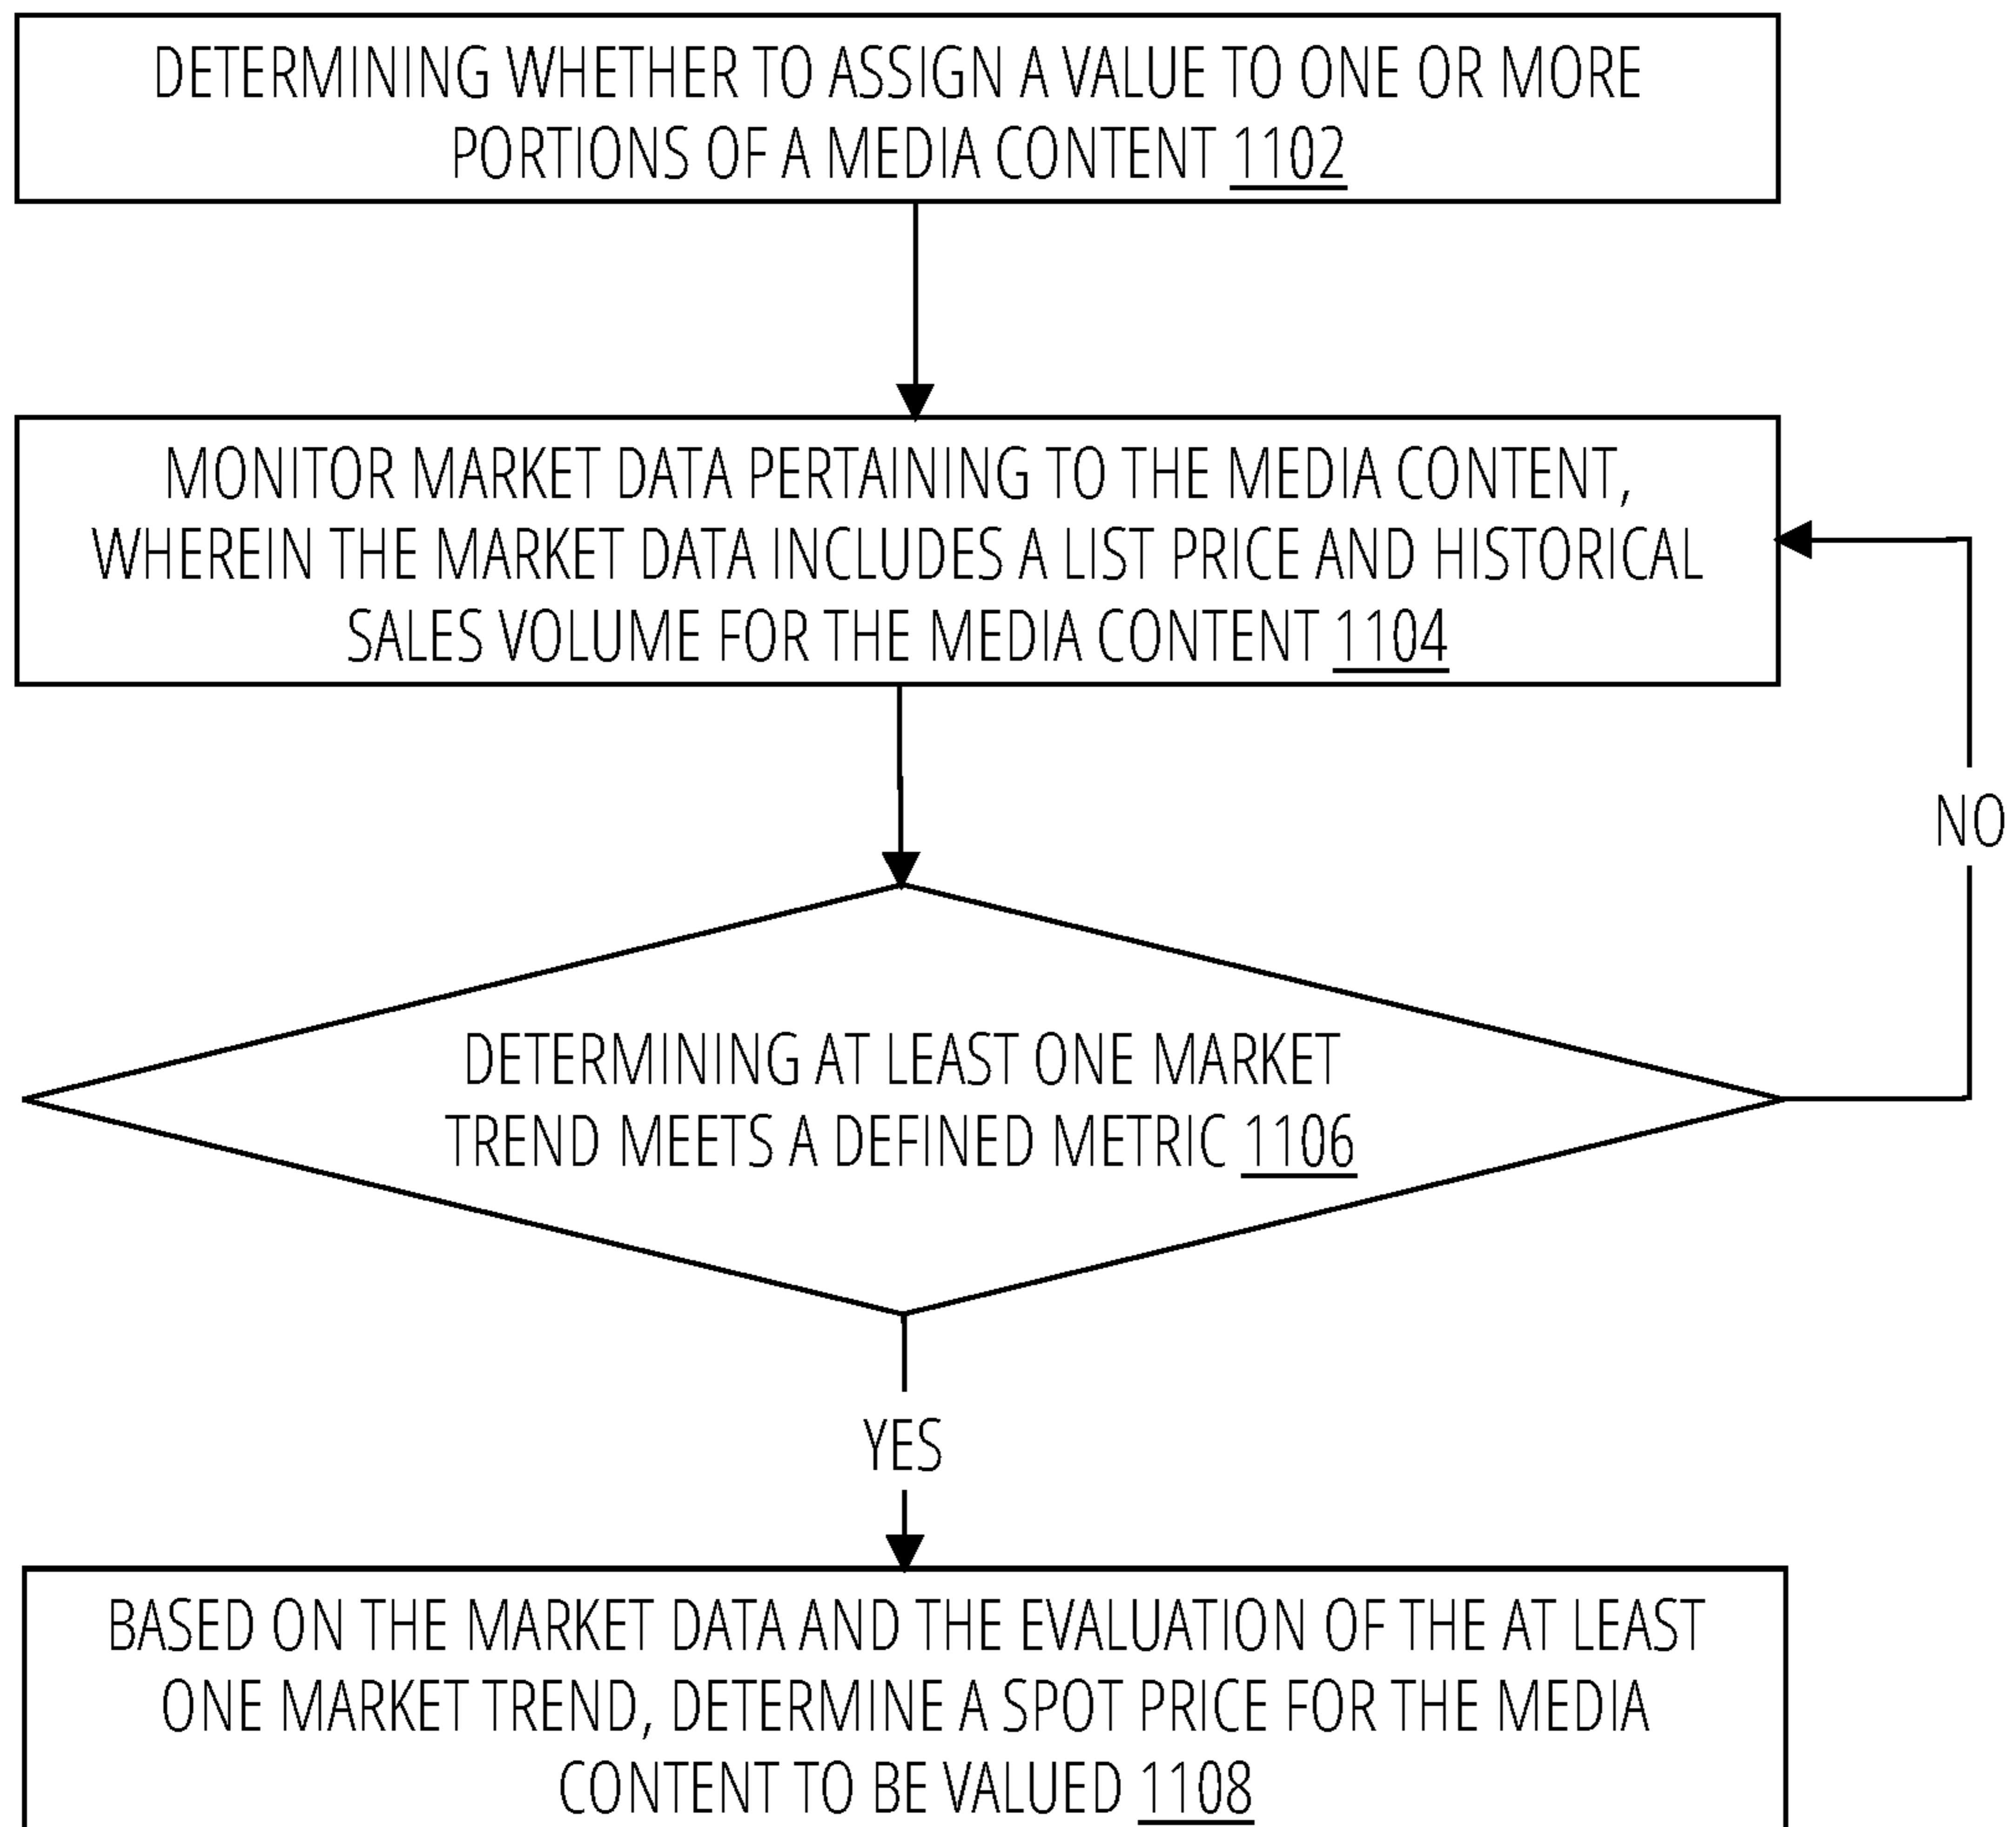 DETERMINING WHETHER TO ASSIGN A VALUE TO ONE OR MORE
PORTIONS OF A MEDIA CONTENT 1102
MONITOR MARKET DATA PERTAINING TO THE MEDIA CONTENT,
WHEREIN THE MARKET DATA INCLUDES A LIST PRICE AND HISTORICAL
SALES VOLUME FOR THE MEDIA CONTENT 1104
NO
DETERMINING AT LEAST ONE MARKET
TREND MEETS A DEFINED METRIC 1106
YES
BASED ON THE MARKET DATA AND THE EVALUATION OF THE AT LEAST
ONE MARKET TREND, DETERMINE A SPOT PRICE FOR THE MEDIA
CONTENT TO BE VALUED 1108